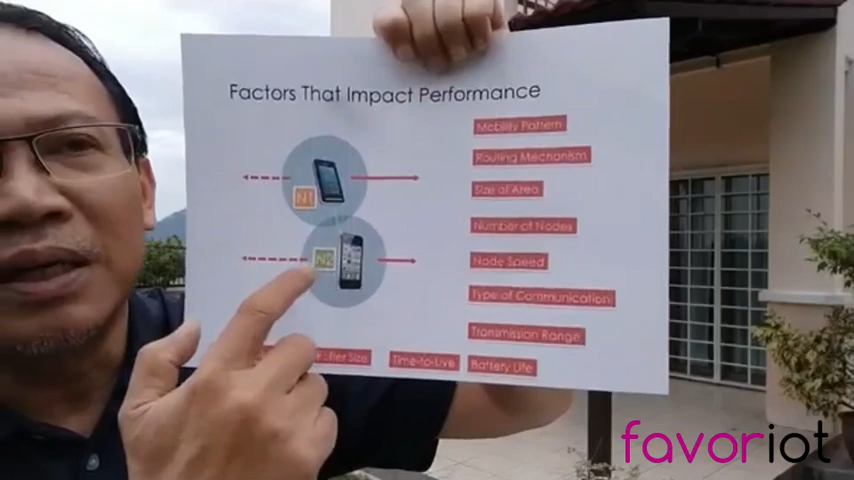 Factors That Impact Performance
Mobility Pattern
Routing Mechanism
Size of Area
N1
Number of Nodes
N2
Node Speed
Type of Communication
Transmission Range
Buffer Size
Time-to-Live
Battery Life
favoriot